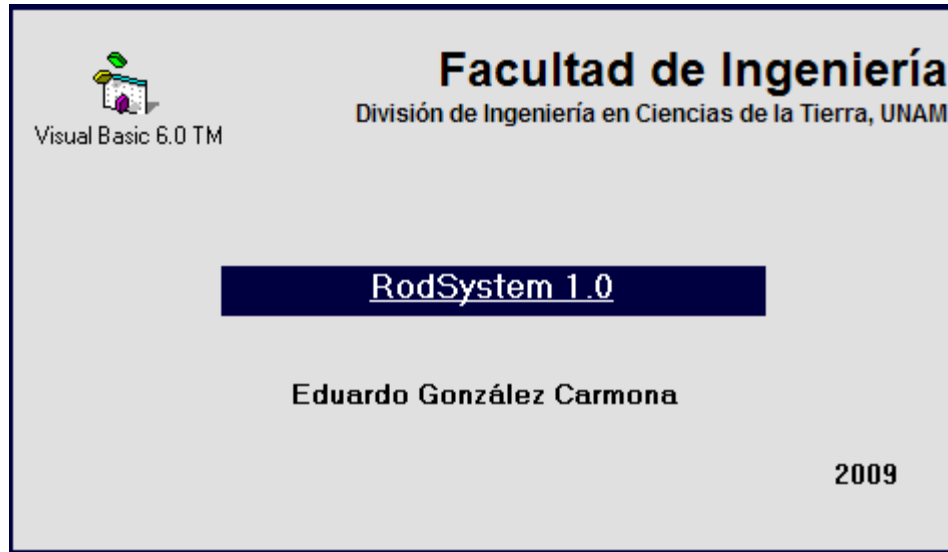 Facultad de Ingeniería
División de Ingeniería en Ciencias de la Tierra, UNAM
Visual Basic 6.0 TM
RodSystem 1.0
Eduardo González Carmona
2009